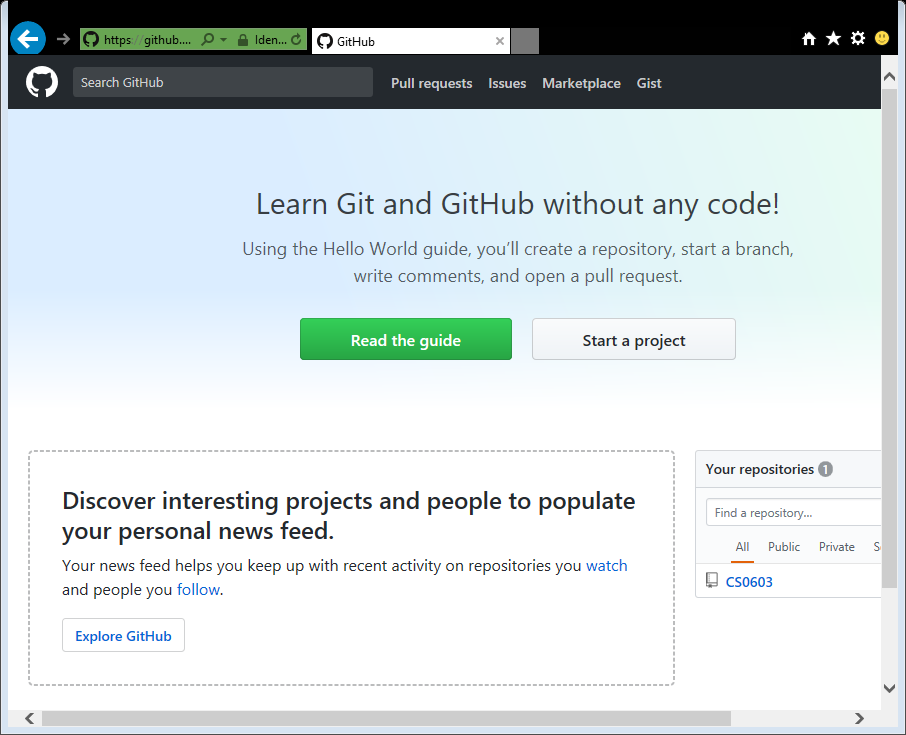 https://github.... Iden...
GitHub
Search GitHub
Pull requests Issues Marketplace Gist
Learn Git and GitHub without any code!
Using the Hello World guide, you’ll create a repository, start a branch,
write comments, and open a pull request.
Read the guide
Start a project
Discover interesting projects and people to populate
your personal news feed.
Your news feed helps you keep up with recent activity on repositories you watch
and people you follow.
Explore GitHub
Your repositories 1
Find a repository...
All Public Private S
CS0603